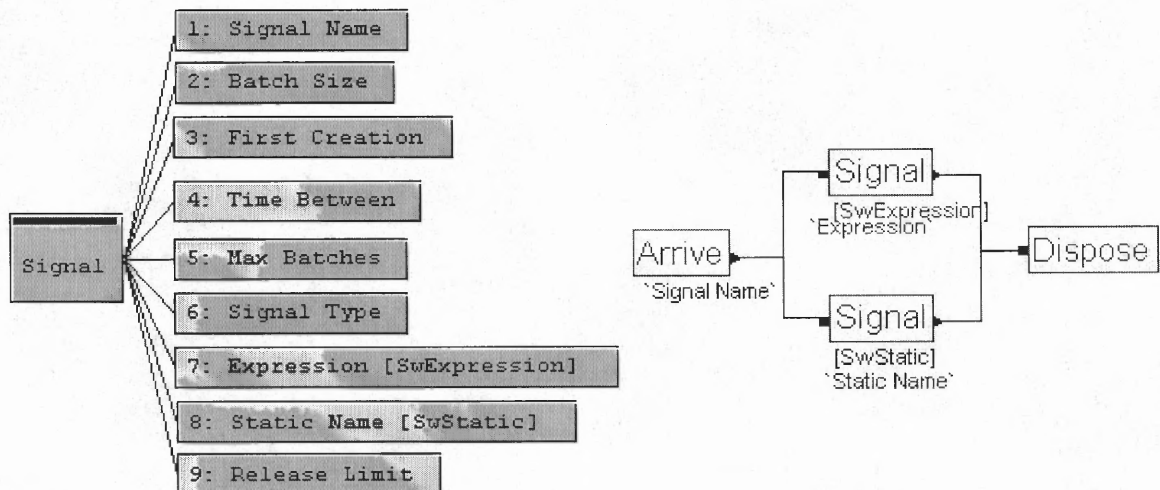 1: Signal Name
2: Batch Size
3: First Creation
4: Time Between
5: Max Batches
6: Signal Type
7: Expression [SwExpression]
8: Static Name [SwStatic]
9: Release Limit
Signal
Arrive
`Signal Name`
Signal
[SwExpression]
`Expression`
Signal
[SwStatic]
`Static Name`
Dispose